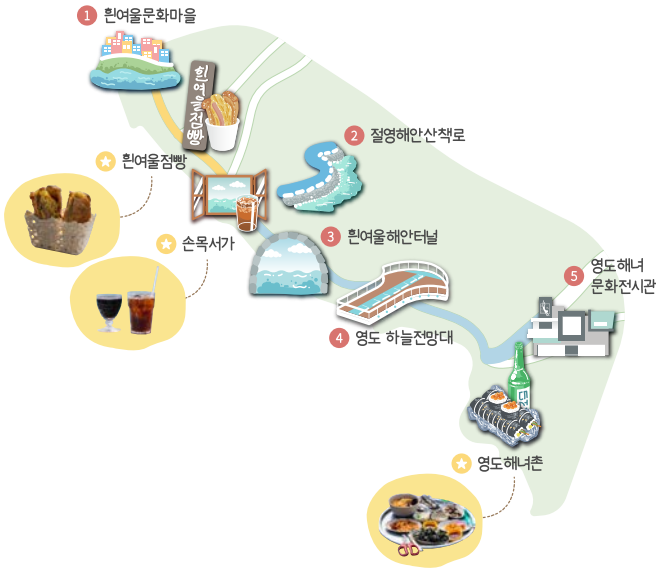 1 흰여울문화마을
흰여울점빵
2 절영해안산책로
흰여울점빵
손목서가
3 흰여울해안터널
5 영도해녀
문화전시관
4 영도 하늘전망대
영도해녀촌